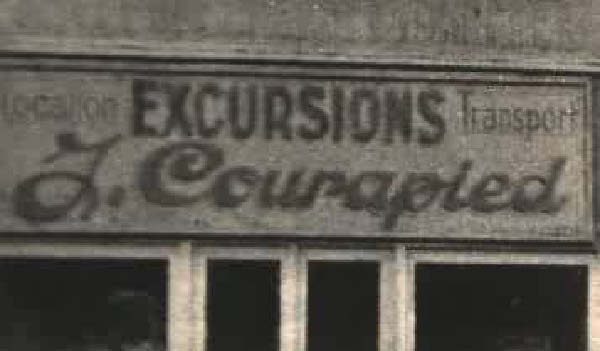 Location EXCURSIONS Transport
J. Courapied